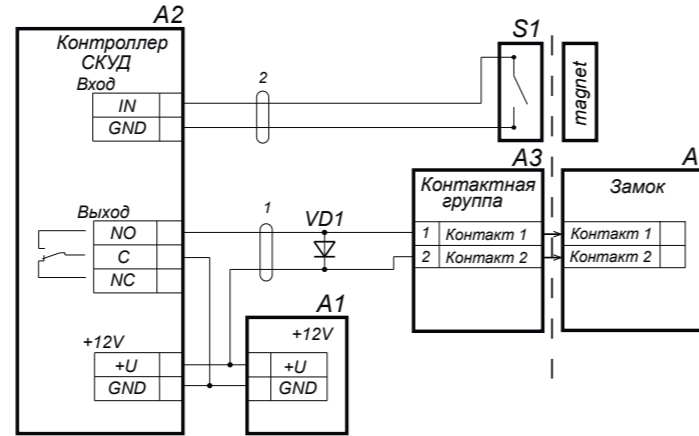 A2
Контроллер
СКУД
Вход
IN
GND
2
S1
magnet
Выход
NO
C
NC
1
VD1
A3
Контактная
группа
1 Контакт 1
2 Контакт 2
A
Замок
Контакт 1
Контакт 2
+12V
+U
GND
A1
+12V
+U
GND